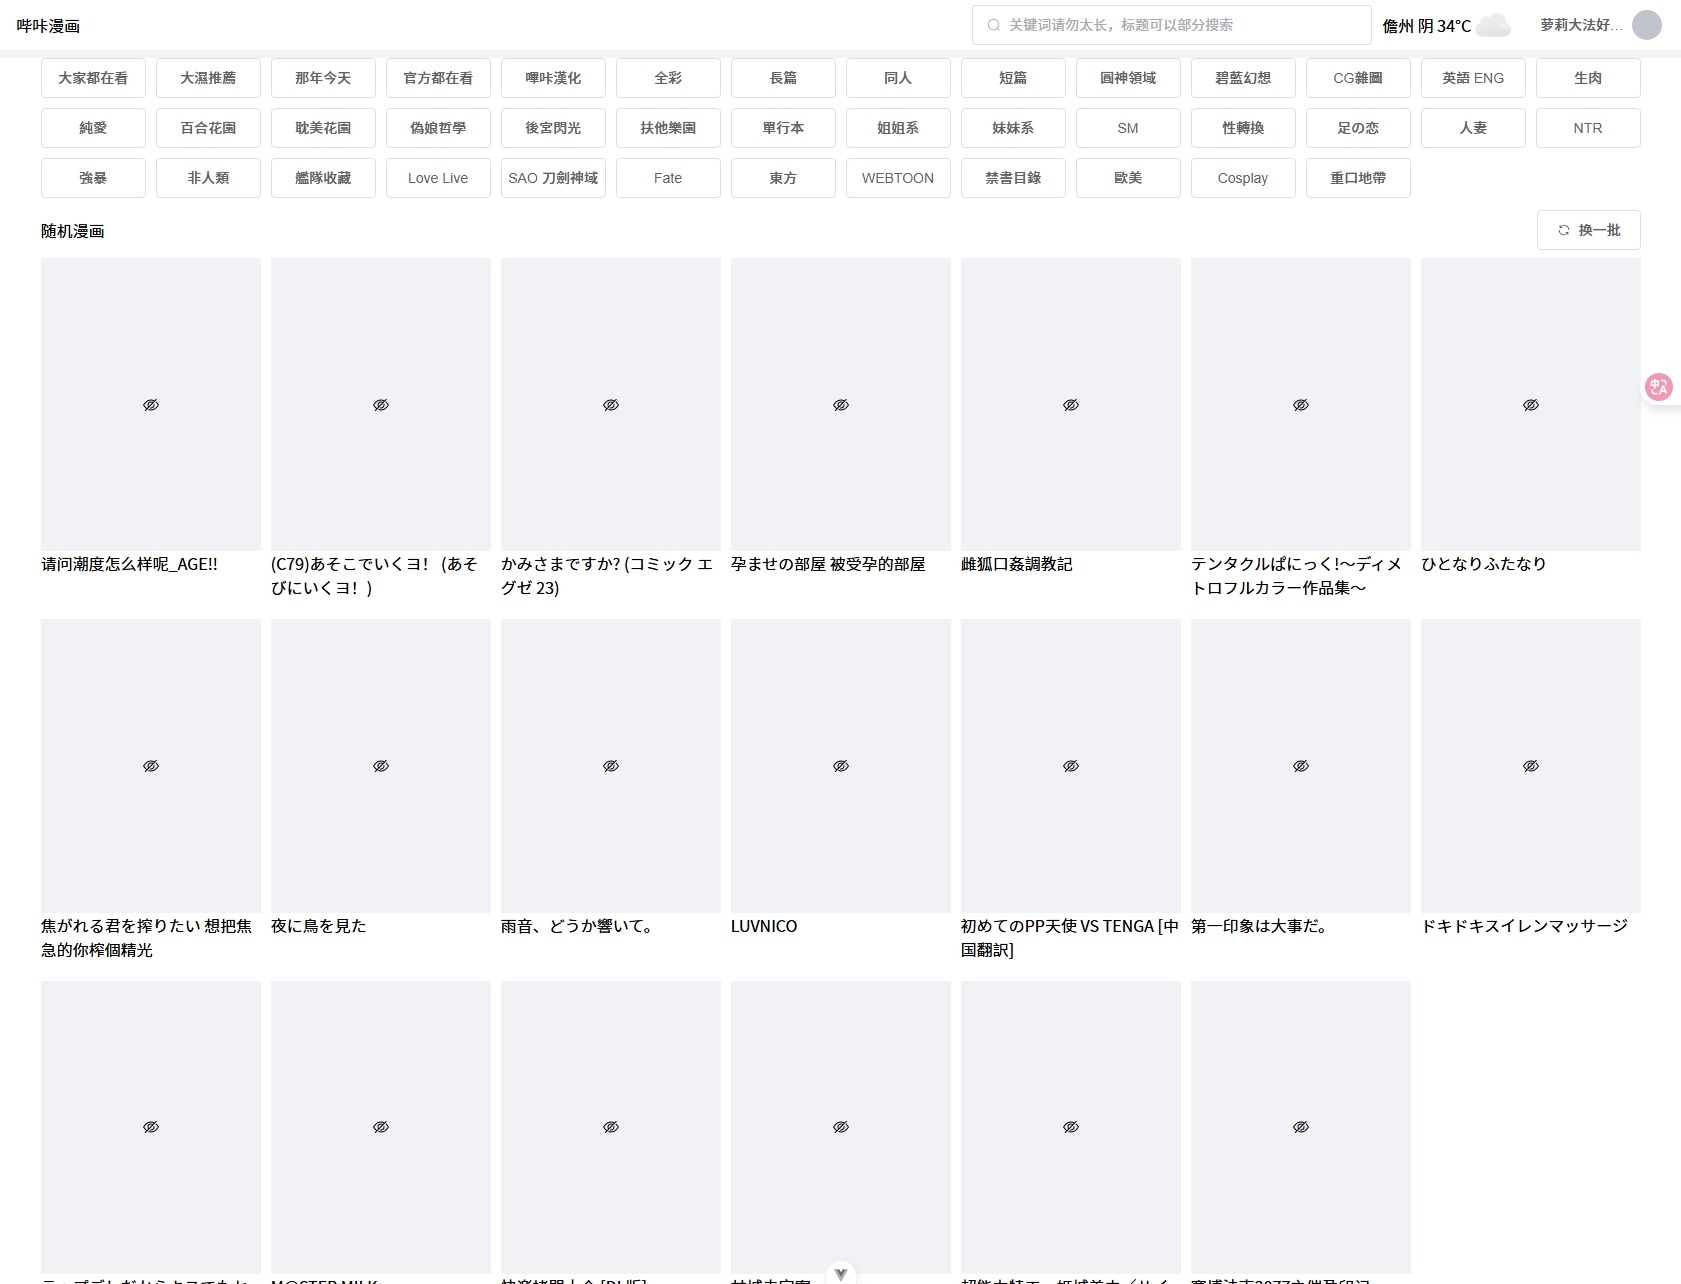 哔咔漫画
关键词请勿太长，标题可以部分搜索
儋州 阴 34°C
萝莉大法好...
大家都在看 大濕推薦 那年今天 官方都在看 嗶咔漢化 全彩 長篇 同人 短篇 圓神領域 碧藍幻想 CG雜圖 英語 ENG 生肉
純愛 百合花園 耽美花園 偽娘哲學 後宮閃光 扶他樂園 單行本 姐姐系 妹妹系 SM 性轉換 足の恋 人妻 NTR
強暴 非人類 艦隊收藏 Love Live SAO 刀劍神域 Fate 東方 WEBTOON 禁書目錄 歐美 Cosplay 重口地帶
随机漫画
换一批
请问潮度怎么样呢_AGE!!
(C79)あそこでいくヨ！ (あそ
びにいくヨ！)
かみさまですか? (コミック エ
グゼ 23)
孕ませの部屋 被受孕的部屋
雌狐口姦調教記
テンタクルぱにっく!～ディメ
トロフルカラー作品集～
ひとなりふたなり
焦がれる君を搾りたい 想把焦
急的你榨個精光
夜に鳥を見た
雨音、どうか響いて。
LUVNICO
初めてのPP天使 VS TENGA [中
国翻訳]
第一印象は大事だ。
ドキドキスイレンマッサージ